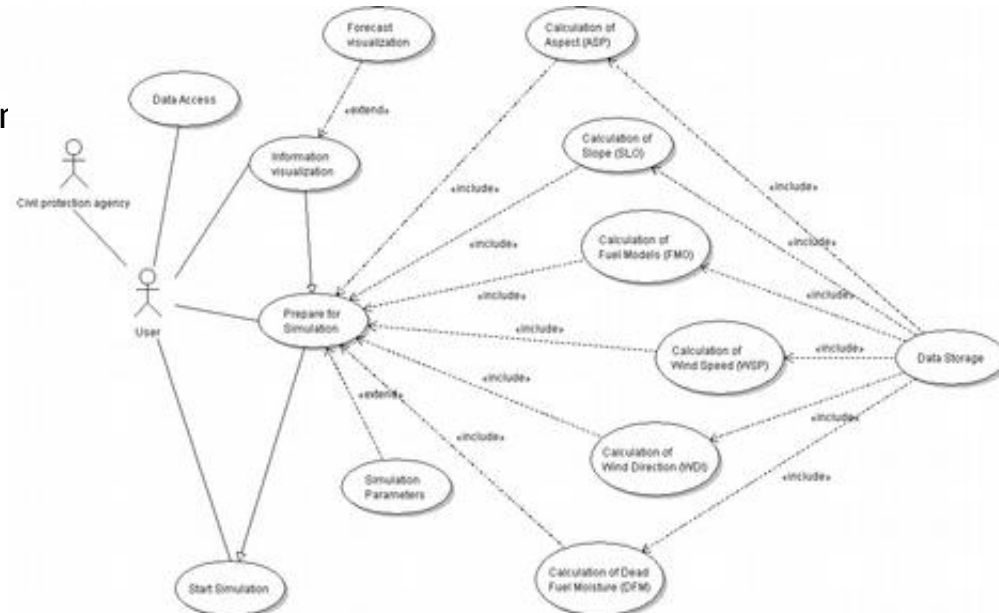 Forecast
visualization
Calculation of
Aspect (ASP)
Data Access
r
«extend»
Calculation of
Slope (SLO)
Information
visualization
«include»
«include»
Civil protection agency
«include»
«include»
Calculation of
Fuel Models (FMO)
«include»
«include»
User
Prepare for
Simulation
«include»
Calculation of
Wind Speed (WSP)
«include»
Data Storage
«include»
«extend»
«include»
«include»
Calculation of
Wind Direction (WDI)
«include»
Simulation
Parameters
Start Simulation
Calculation of Dead
Fuel Moisture (DFM)